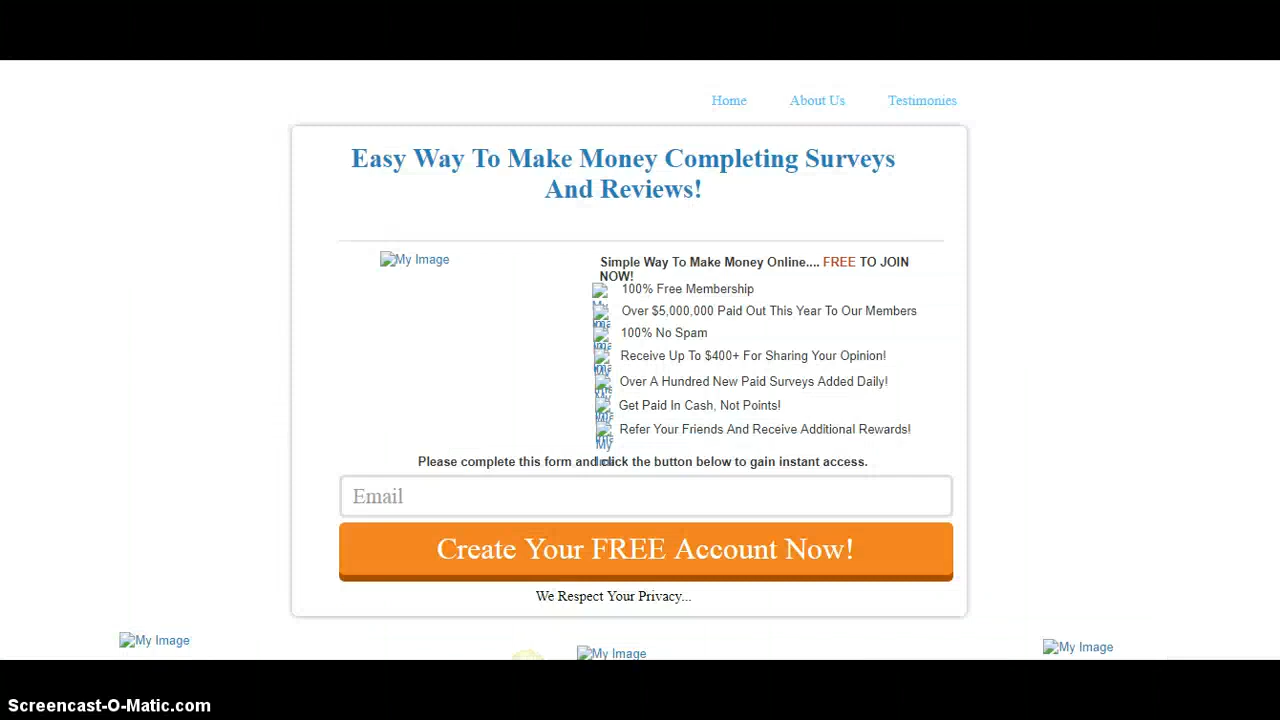 Home About Us Testimonies
Easy Way To Make Money Completing Surveys
And Reviews!
My Image
Simple Way To Make Money Online.... FREE TO JOIN
NOW!
100% Free Membership
Over $5,000,000 Paid Out This Year To Our Members
100% No Spam
Receive Up To $400+ For Sharing Your Opinion!
Over A Hundred New Paid Surveys Added Daily!
Get Paid In Cash, Not Points!
Refer Your Friends And Receive Additional Rewards!
My
Please complete this form and click the button below to gain instant access.
Email
Create Your FREE Account Now!
We Respect Your Privacy...
My Image My Image My Image
Screencast-O-Matic.com